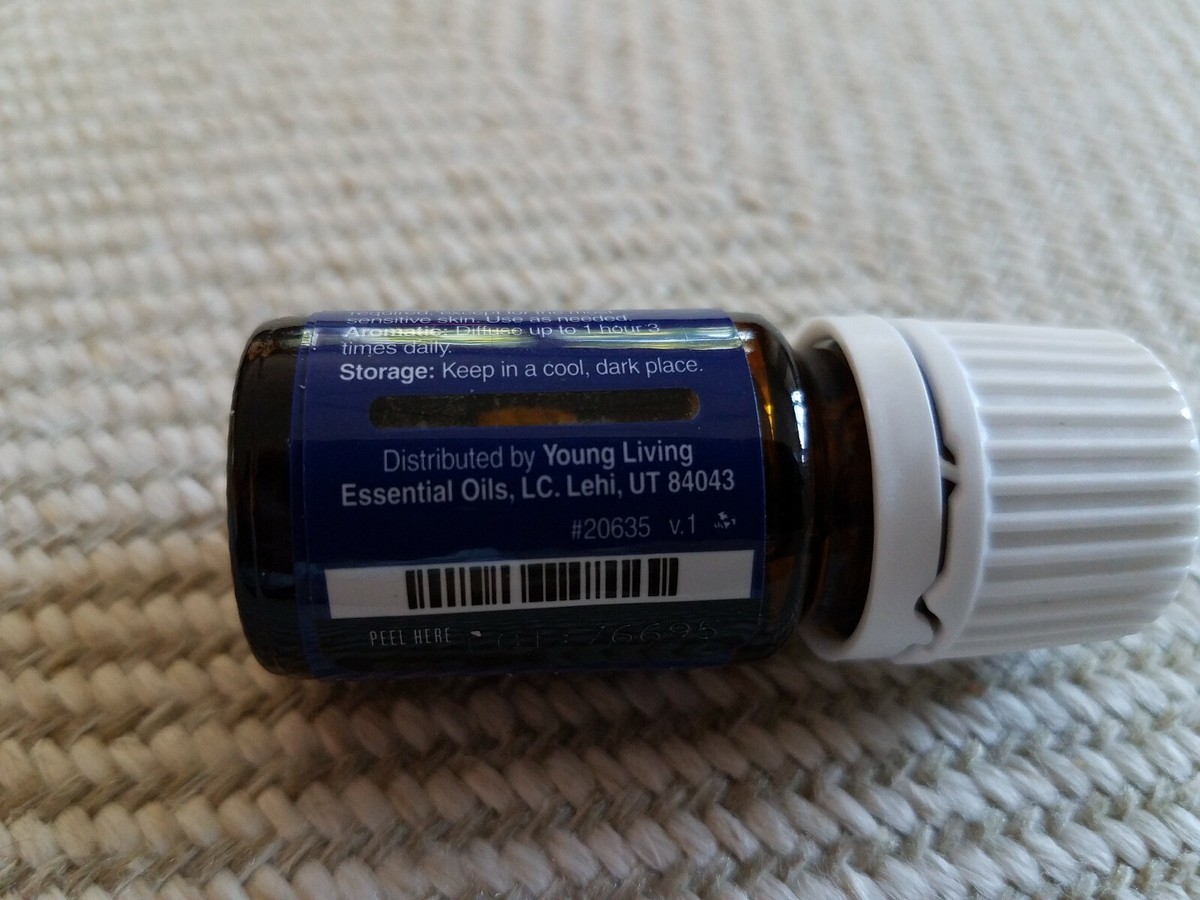 sensitive skin. Use as needed.
Aromatic: Diffuse up to 1 hour 3
times daily.
Storage: Keep in a cool, dark place.
Distributed by Young Living
Essential Oils, LC. Lehi, UT 84043
#20635 v.1
PEEL HERE